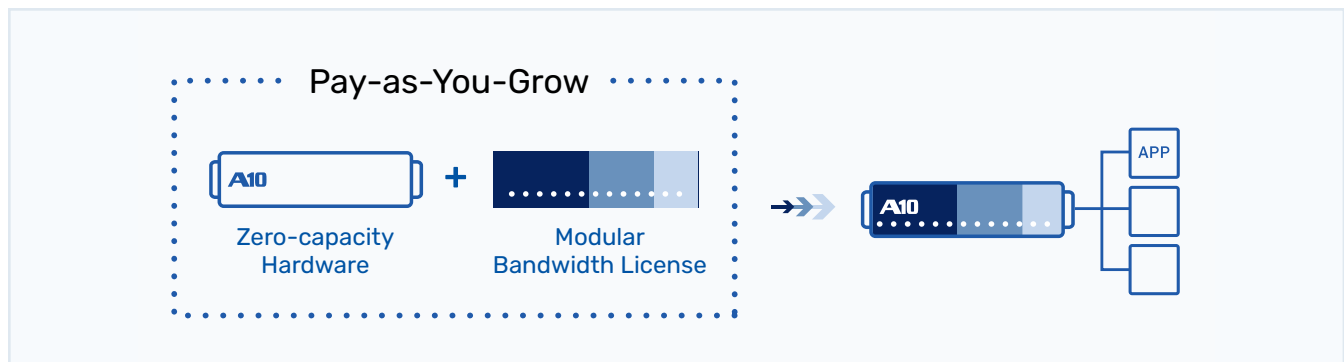 Pay-as-You-Grow
A10
+
Zero-capacity
Hardware
Modular
Bandwidth License
A10
APP